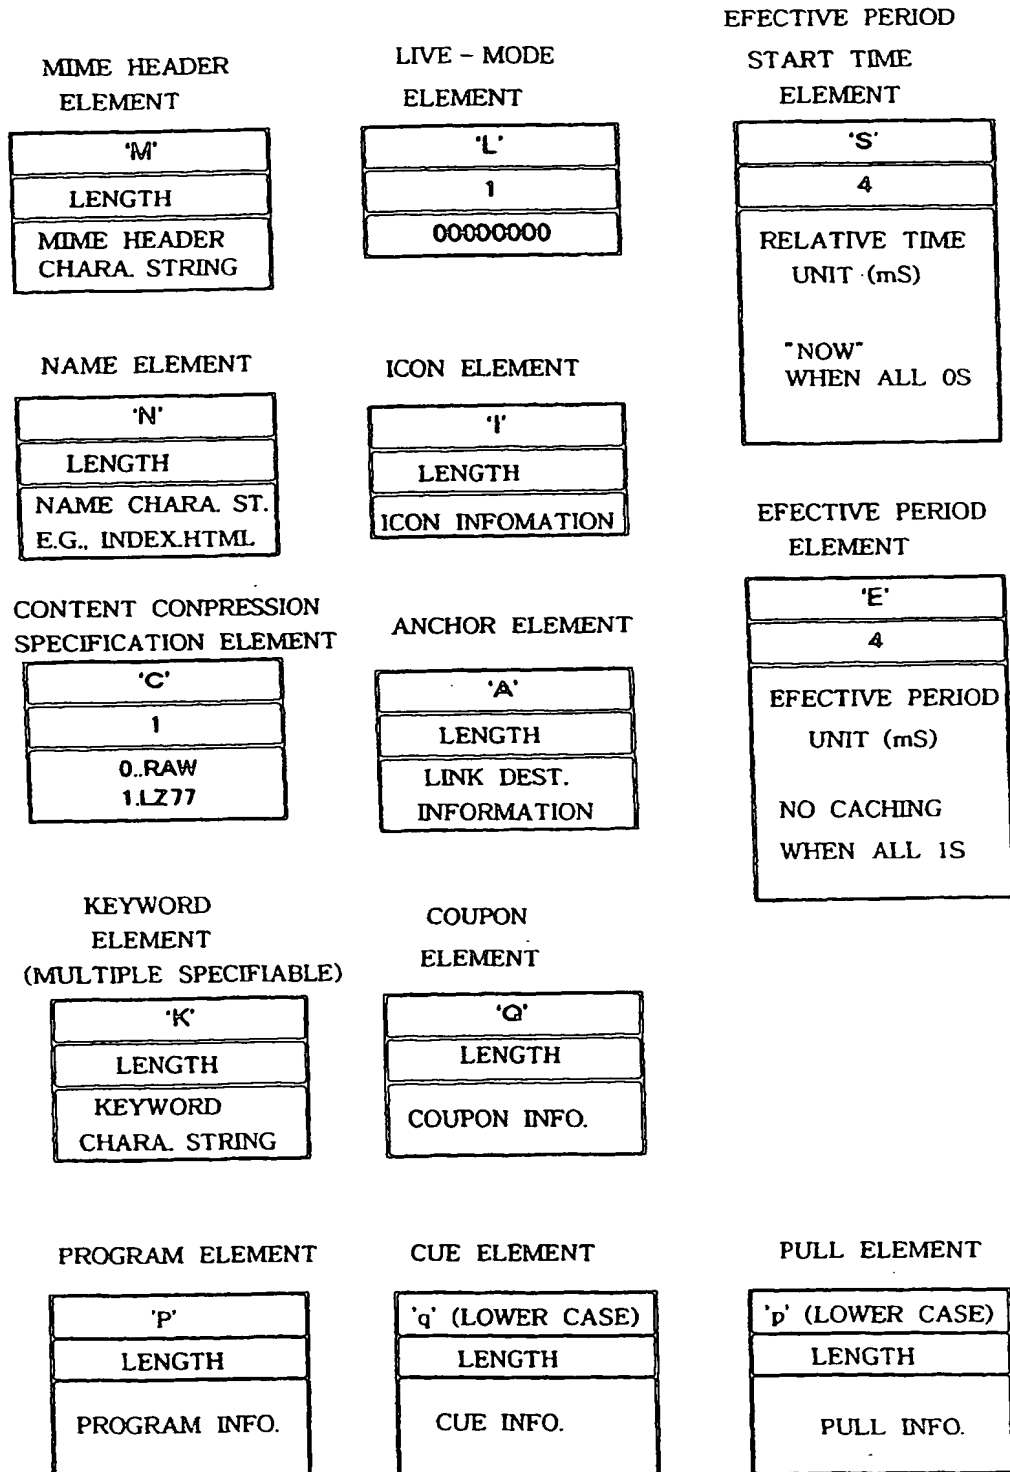 MIME HEADER
ELEMENT
'M'
LENGTH
MIME HEADER
CHARA. STRING
LIVE - MODE
ELEMENT
'L'
1
00000000
EFECTIVE PERIOD
START TIME
ELEMENT
'S'
4
RELATIVE TIME
UNIT (mS)
"NOW"
WHEN ALL 0S
NAME ELEMENT
'N'
LENGTH
NAME CHARA. ST.
E.G., INDEX.HTML
ICON ELEMENT
'I'
LENGTH
ICON INFOMATION
EFECTIVE PERIOD
ELEMENT
'E'
4
EFECTIVE PERIOD
UNIT (mS)
NO CACHING
WHEN ALL 1S
CONTENT CONPRESSION
SPECIFICATION ELEMENT
'C'
1
0..RAW
1.LZ77
ANCHOR ELEMENT
'A'
LENGTH
LINK DEST.
INFORMATION
KEYWORD
ELEMENT
(MULTIPLE SPECIFIABLE)
'K'
LENGTH
KEYWORD
CHARA. STRING
COUPON
ELEMENT
'Q'
LENGTH
COUPON INFO.
PROGRAM ELEMENT
'P'
LENGTH
PROGRAM INFO.
CUE ELEMENT
'q' (LOWER CASE)
LENGTH
CUE INFO.
PULL ELEMENT
'p' (LOWER CASE)
LENGTH
PULL INFO.